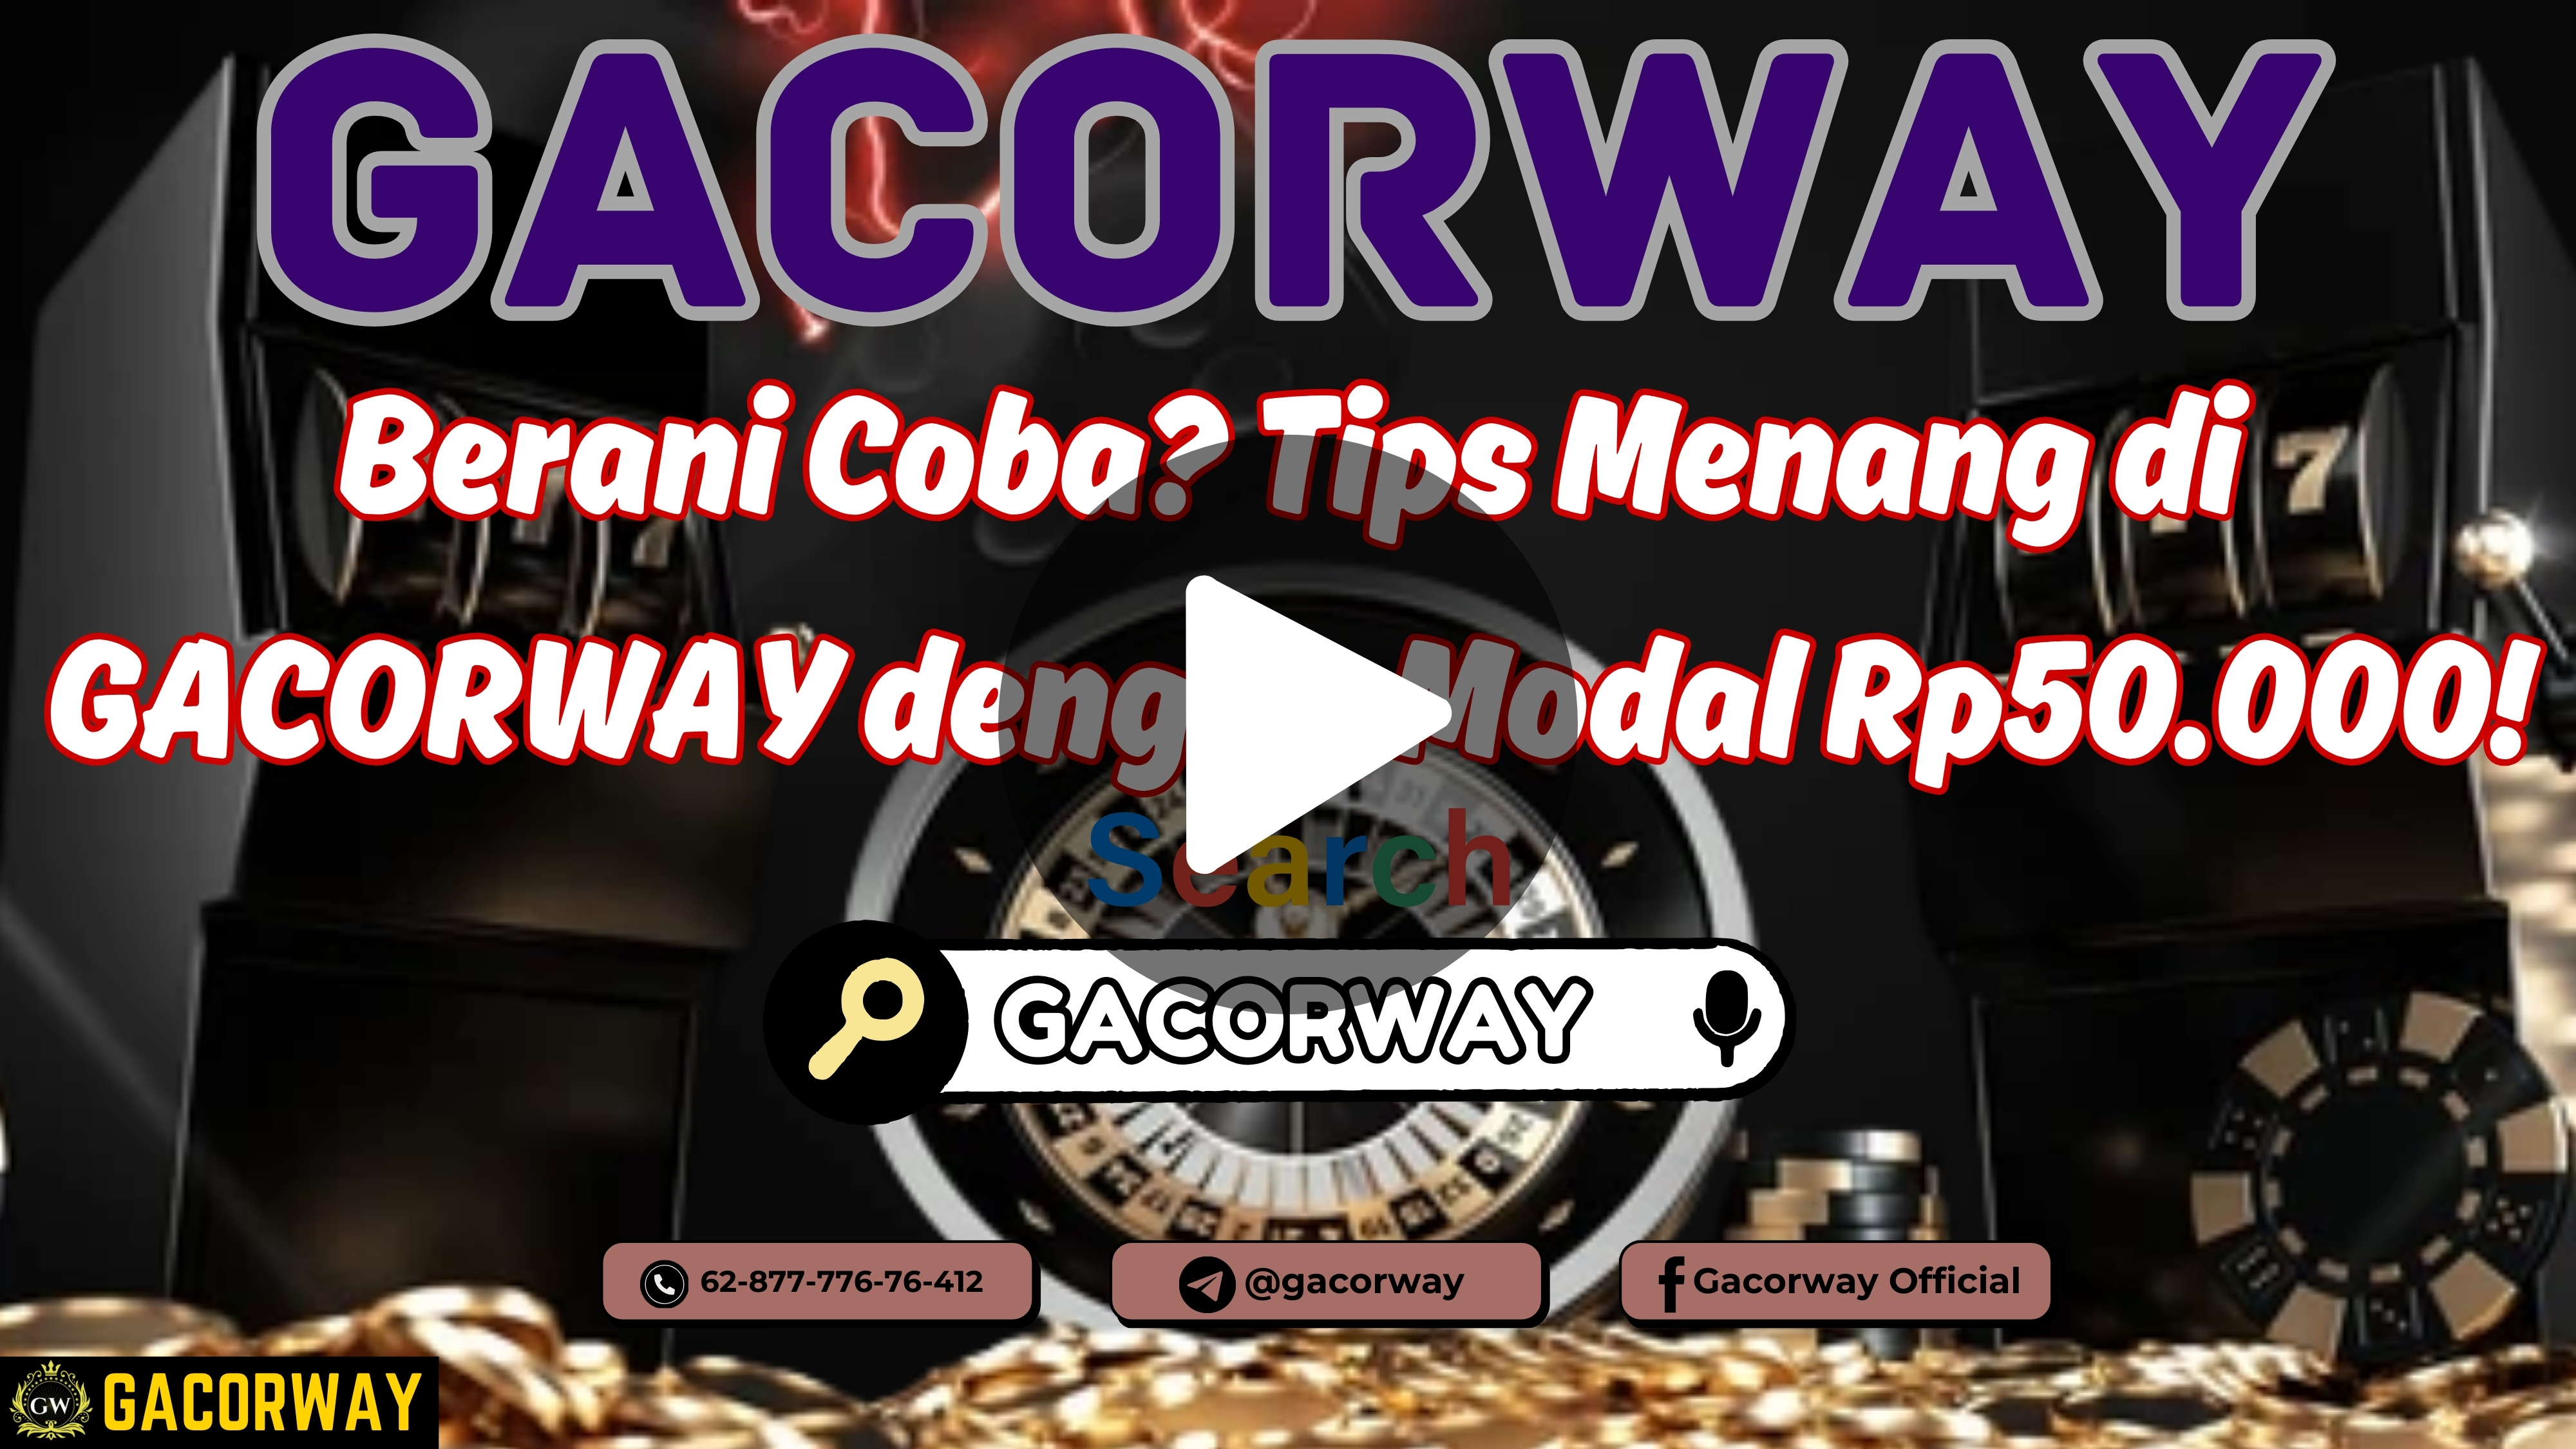 GACORWAY
Berani Coba? Tips Menang di
GACORWAY deng Modal Rp50.000!
Search
GACORWAY
62-877-776-76-412
@gacorway
Gacorway Official
GW GACORWAY